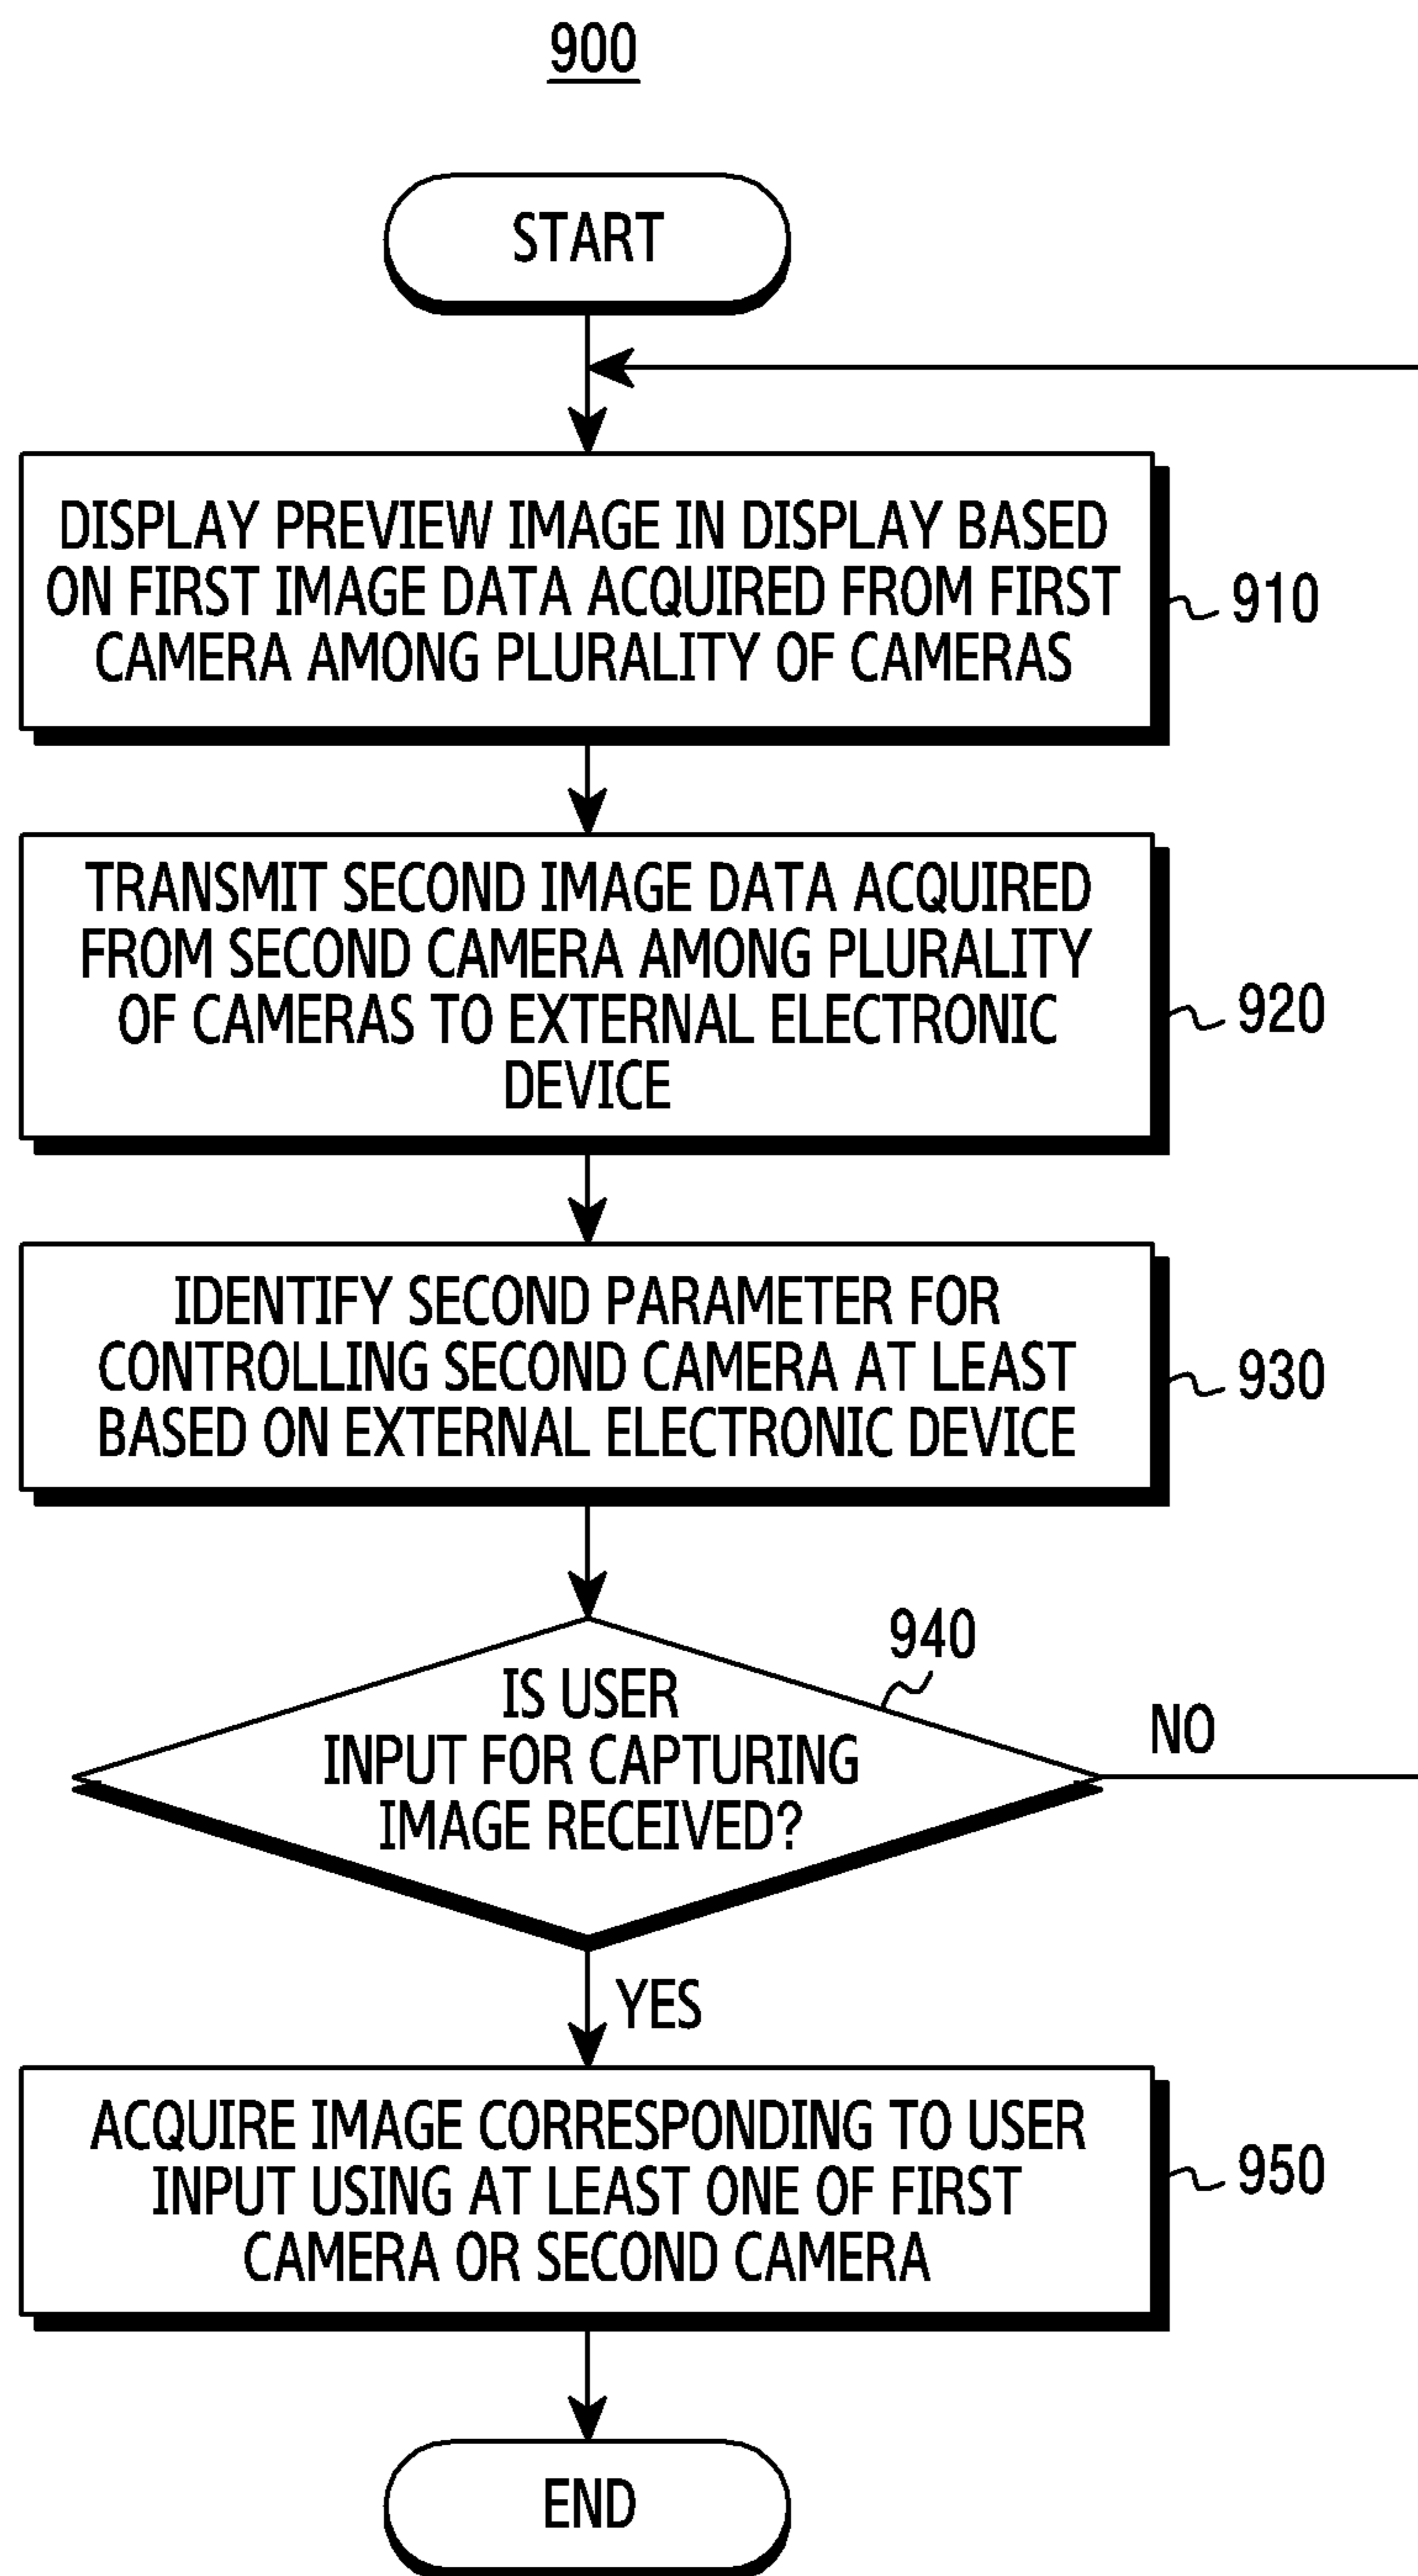 900
START
DISPLAY PREVIEW IMAGE IN DISPLAY BASED
ON FIRST IMAGE DATA ACQUIRED FROM FIRST
CAMERA AMONG PLURALITY OF CAMERAS
910
TRANSMIT SECOND IMAGE DATA ACQUIRED
FROM SECOND CAMERA AMONG PLURALITY
OF CAMERAS TO EXTERNAL ELECTRONIC
DEVICE
920
IDENTIFY SECOND PARAMETER FOR
CONTROLLING SECOND CAMERA AT LEAST
BASED ON EXTERNAL ELECTRONIC DEVICE
930
940
IS USER
INPUT FOR CAPTURING
IMAGE RECEIVED?
NO
YES
ACQUIRE IMAGE CORRESPONDING TO USER
INPUT USING AT LEAST ONE OF FIRST
CAMERA OR SECOND CAMERA
950
END